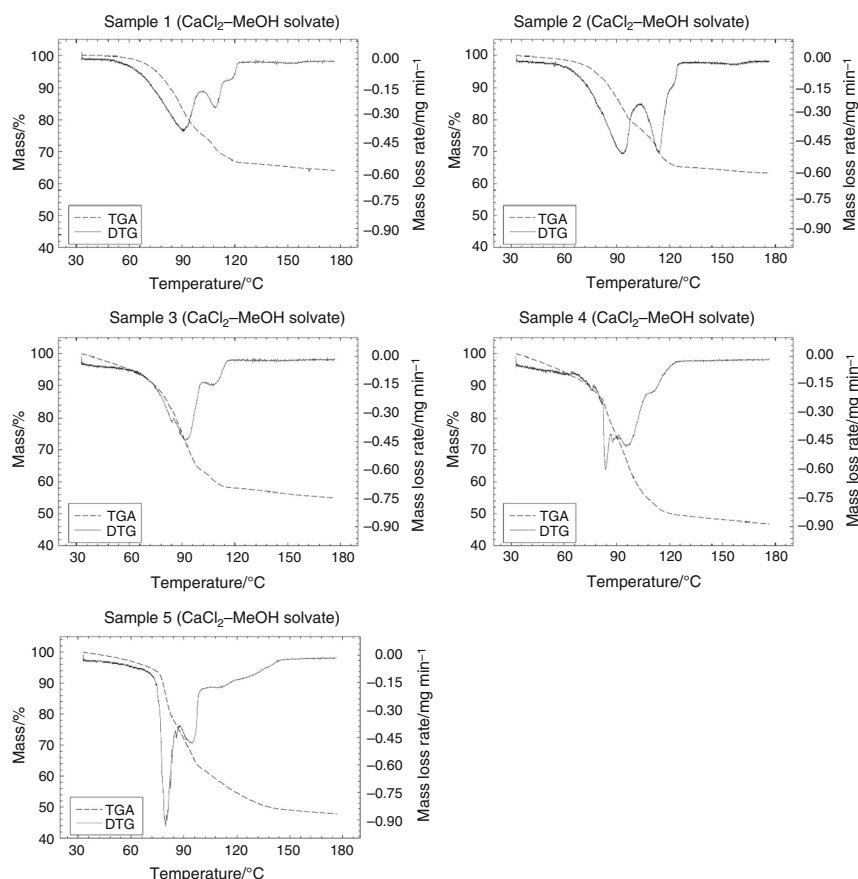 Sample 1 (CaCl₂–MeOH solvate)
100
90
80
70
60
50
40
Mass/%
0.00
–0.15
–0.30
–0.45
–0.60
–0.75
–0.90
Mass loss rate/mg min⁻¹
TGA
DTG
30 60 90 120 150 180
Temperature/°C
Sample 2 (CaCl₂–MeOH solvate)
100
90
80
70
60
50
40
Mass/%
0.00
–0.15
–0.30
–0.45
–0.60
–0.75
–0.90
Mass loss rate/mg min⁻¹
TGA
DTG
30 60 90 120 150 180
Temperature/°C
Sample 3 (CaCl₂–MeOH solvate)
100
90
80
70
60
50
40
Mass/%
0.00
–0.15
–0.30
–0.45
–0.60
–0.75
–0.90
Mass loss rate/mg min⁻¹
TGA
DTG
30 60 90 120 150 180
Temperature/°C
Sample 4 (CaCl₂–MeOH solvate)
100
90
80
70
60
50
40
Mass/%
0.00
–0.15
–0.30
–0.45
–0.60
–0.75
–0.90
Mass loss rate/mg min⁻¹
TGA
DTG
30 60 90 120 150 180
Temperature/°C
Sample 5 (CaCl₂–MeOH solvate)
100
90
80
70
60
50
40
Mass/%
0.00
–0.15
–0.30
–0.45
–0.60
–0.75
–0.90
Mass loss rate/mg min⁻¹
TGA
DTG
30 60 90 120 150 180
Temperature/°C